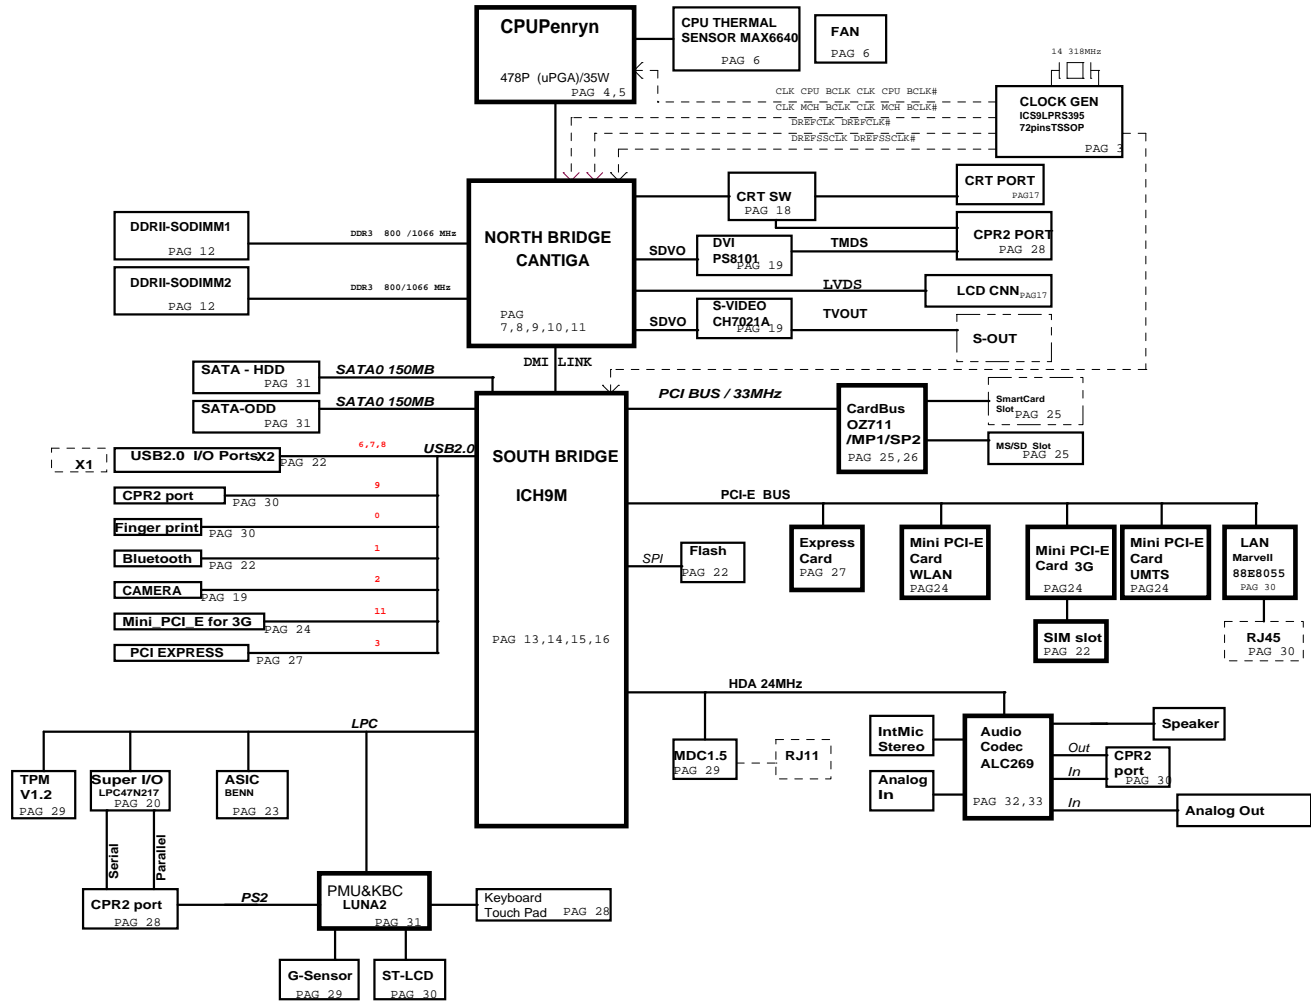 CPUPenryn
478P (uPGA)/35W
PAG 4,5
CPU THERMAL
SENSOR MAX6640
PAG 6
FAN
PAG 6
14 318MHz
CLOCK GEN
ICS9LPRS395
72pinsTSSOP
PAG 3
CLK CPU BCLK CLK CPU BCLK#
CLK MCH BCLK CLK MCH BCLK#
DREFCLK DREFCLK#
DREFSSCLK DREFSSCLK#
DDRII-SODIMM1
PAG 12
DDR3 800 /1066 MHz
DDRII-SODIMM2
PAG 12
DDR3 800/1066 MHz
NORTH BRIDGE
CANTIGA
PAG
7,8,9,10,11
CRT SW
PAG 18
CRT PORT
PAG17
CPR2 PORT
PAG 28
SDVO
DVI
PS8101
PAG 19
TMDS
LVDS
LCD CNN
PAG17
SDVO
S-VIDEO
CH7021A
PAG 19
TVOUT
S-OUT
DMI LINK
SATA - HDD
PAG 31
SATA0 150MB
SATA-ODD
PAG 31
SATA0 150MB
X1
USB2.0 I/O PortsX2
PAG 22
6,7,8
USB2.0
CPR2 port
PAG 30
9
Finger print
PAG 30
0
Bluetooth
PAG 22
1
CAMERA
PAG 19
2
Mini_PCI_E for 3G
PAG 24
11
PCI EXPRESS
PAG 27
3
SOUTH BRIDGE
ICH9M
PAG 13,14,15,16
PCI BUS / 33MHz
CardBus
OZ711
/MP1/SP2
PAG 25,26
SmartCard
Slot
PAG 25
MS/SD Slot
PAG 25
PCI-E BUS
SPI
Flash
PAG 22
Express
Card
PAG 27
Mini PCI-E
Card
WLAN
PAG24
Mini PCI-E
Card 3G
PAG24
Mini PCI-E
Card
UMTS
PAG24
LAN
Marvell
88E8055
PAG 30
SIM slot
PAG 22
RJ45
PAG 30
HDA 24MHz
MDC1.5
PAG 29
RJ11
IntMic
Stereo
Analog
In
Audio
Codec
ALC269
PAG 32,33
Speaker
Out
In
CPR2
port
PAG 30
In
Analog Out
LPC
TPM
V1.2
PAG 29
Super I/O
LPC47N217
PAG 20
ASIC
BENN
PAG 23
Serial
Parallel
CPR2 port
PAG 28
PS2
PMU&KBC
LUNA2
PAG 31
Keyboard
Touch Pad
PAG 28
G-Sensor
PAG 29
ST-LCD
PAG 30